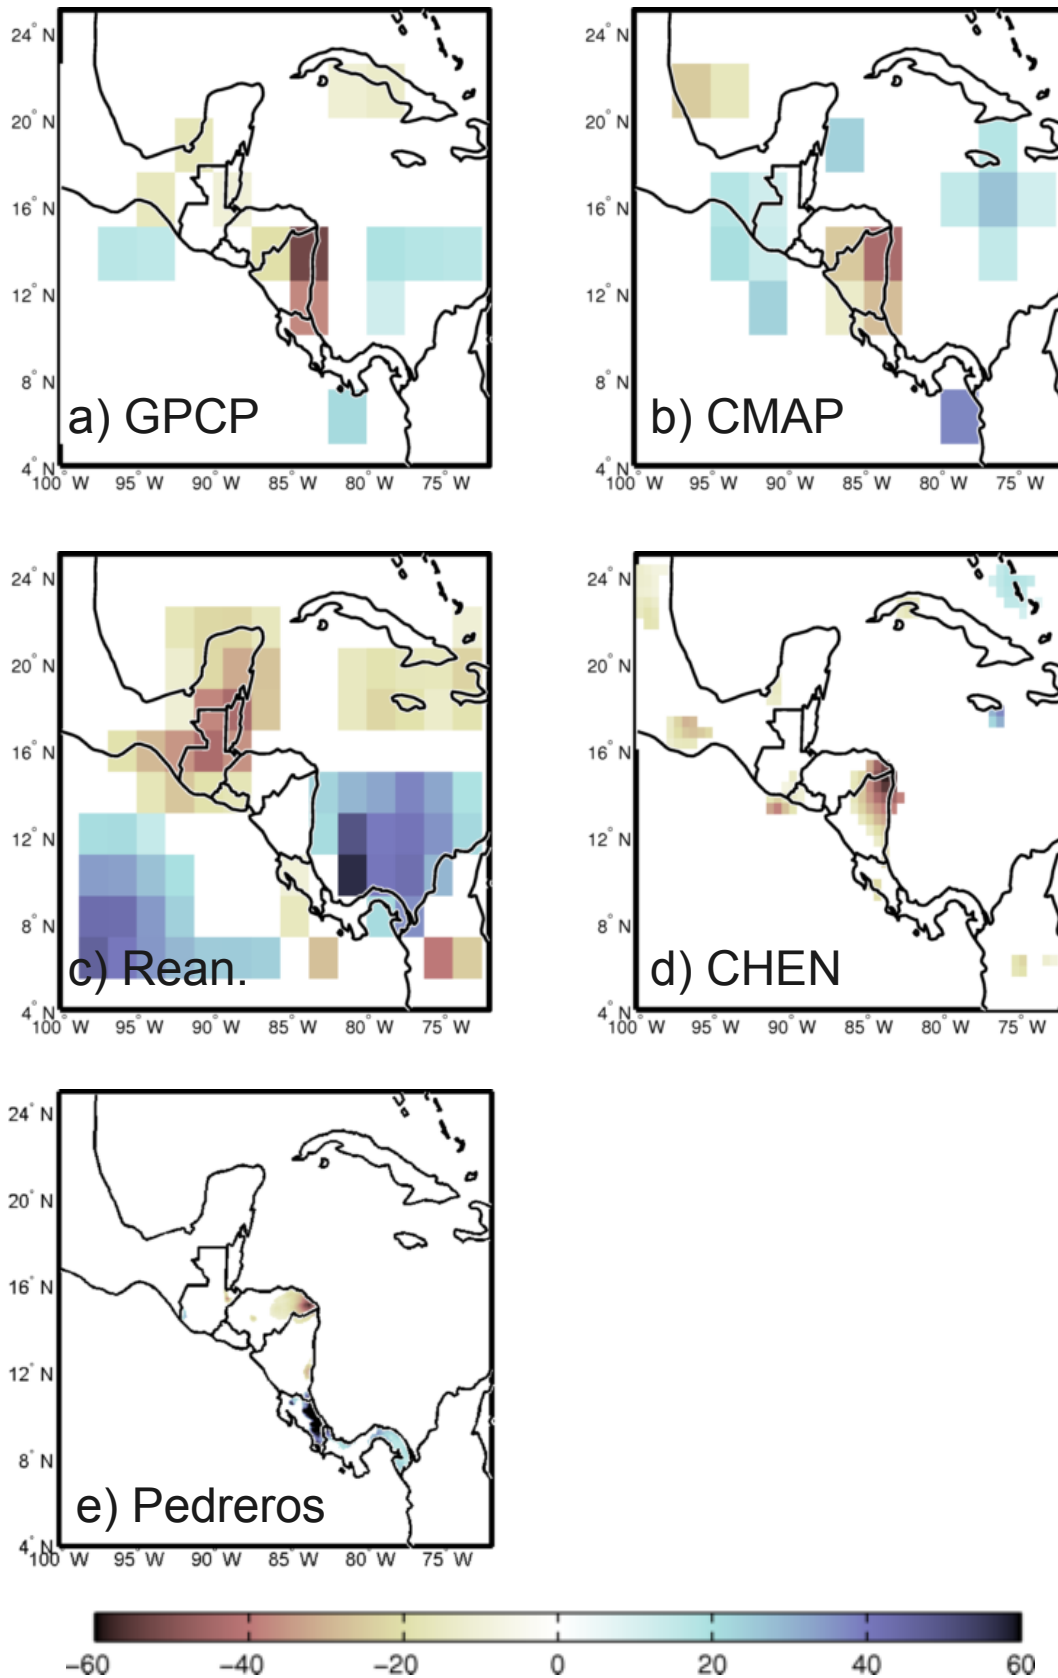 24° N
20° N
16° N
12° N
8° N
4° N
a) GPCP
100° W 95° W 90° W 85° W 80° W 75° W
24° N
20° N
16° N
12° N
8° N
4° N
b) CMAP
100° W 95° W 90° W 85° W 80° W 75° W
24° N
20° N
16° N
12° N
8° N
4° N
c) Rean.
100° W 95° W 90° W 85° W 80° W 75° W
24° N
20° N
16° N
12° N
8° N
4° N
d) CHEN
100° W 95° W 90° W 85° W 80° W 75° W
24° N
20° N
16° N
12° N
8° N
4° N
e) Pedreros
100° W 95° W 90° W 85° W 80° W 75° W
−60 −40 −20 0 20 40 60